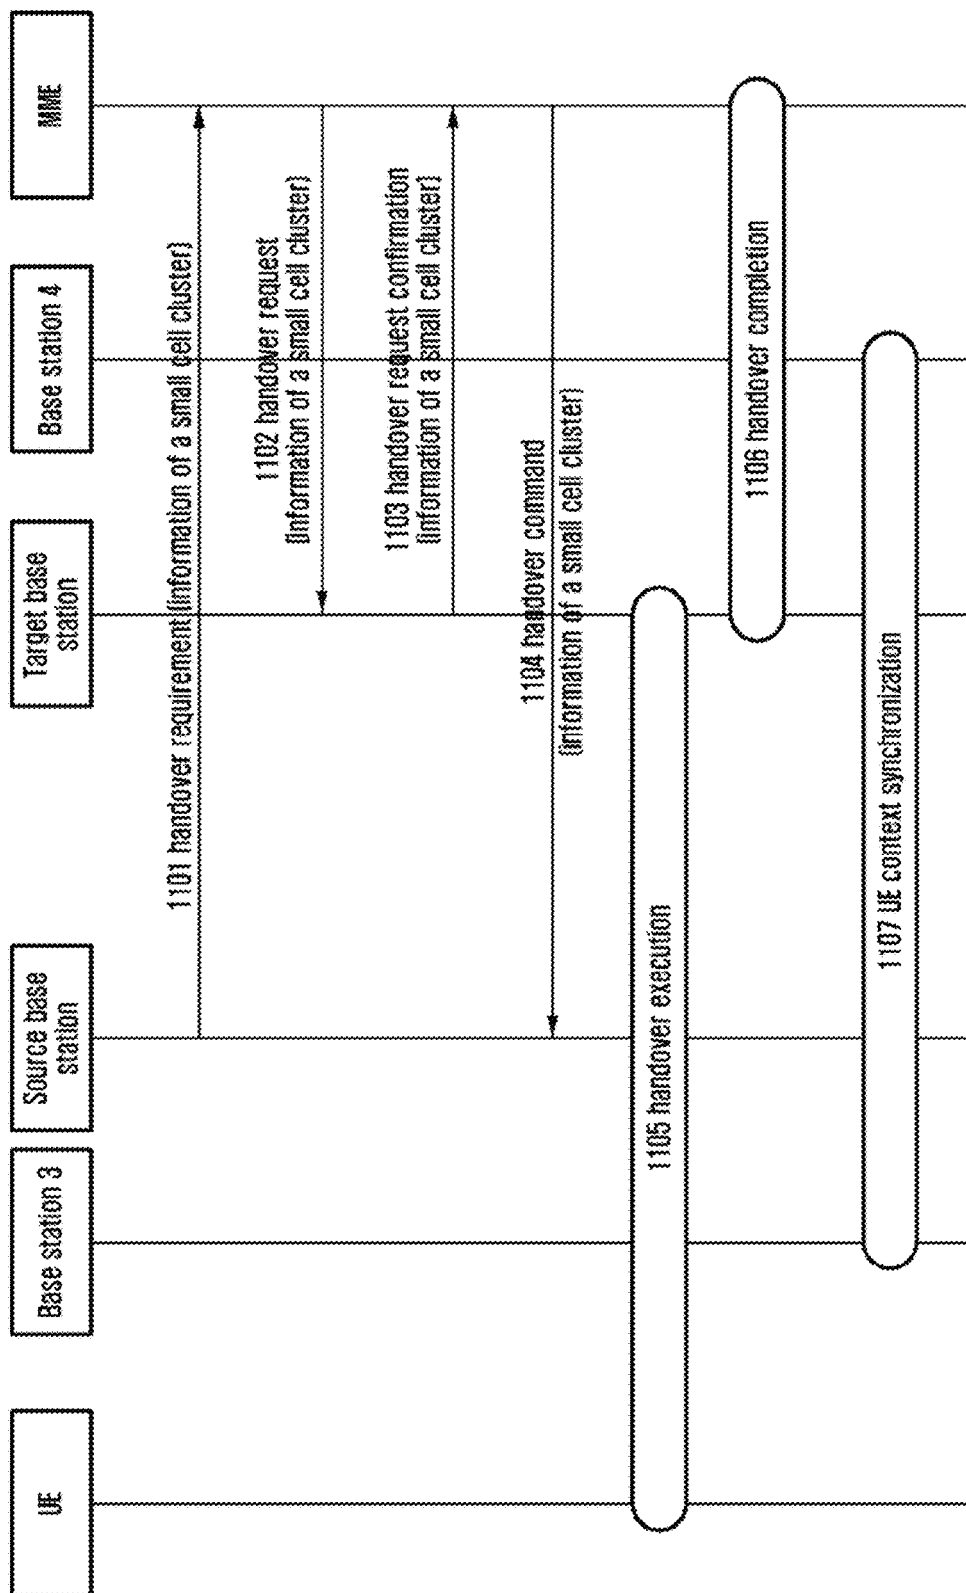 UE
Base station 3
Source base
station
Target base
station
Base station 4
MME
1101 handover requirement(information of a small cell cluster)
1102 handover request
(information of a small cell cluster)
1103 handover request confirmation
(information of a small cell cluster)
1104 handover command
(information of a small cell cluster)
1105 handover execution
1106 handover completion
1107 UE context synchronization